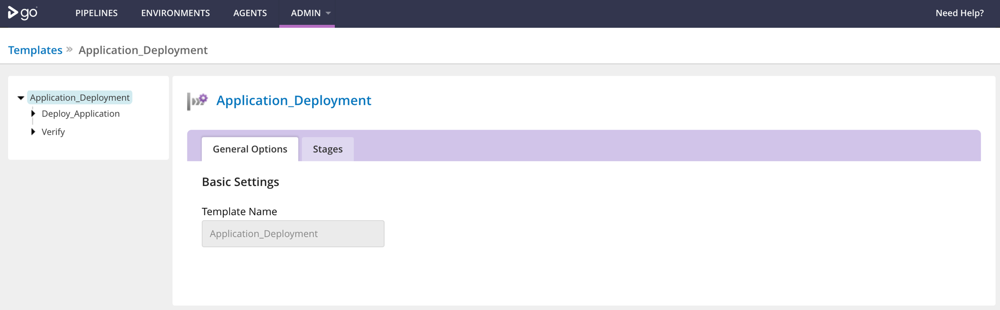 go PIPELINES ENVIRONMENTS AGENTS ADMIN Need Help?
Templates » Application_Deployment
Application_Deployment
Deploy_Application
Verify
Application_Deployment
General Options Stages
Basic Settings
Template Name
Application_Deployment